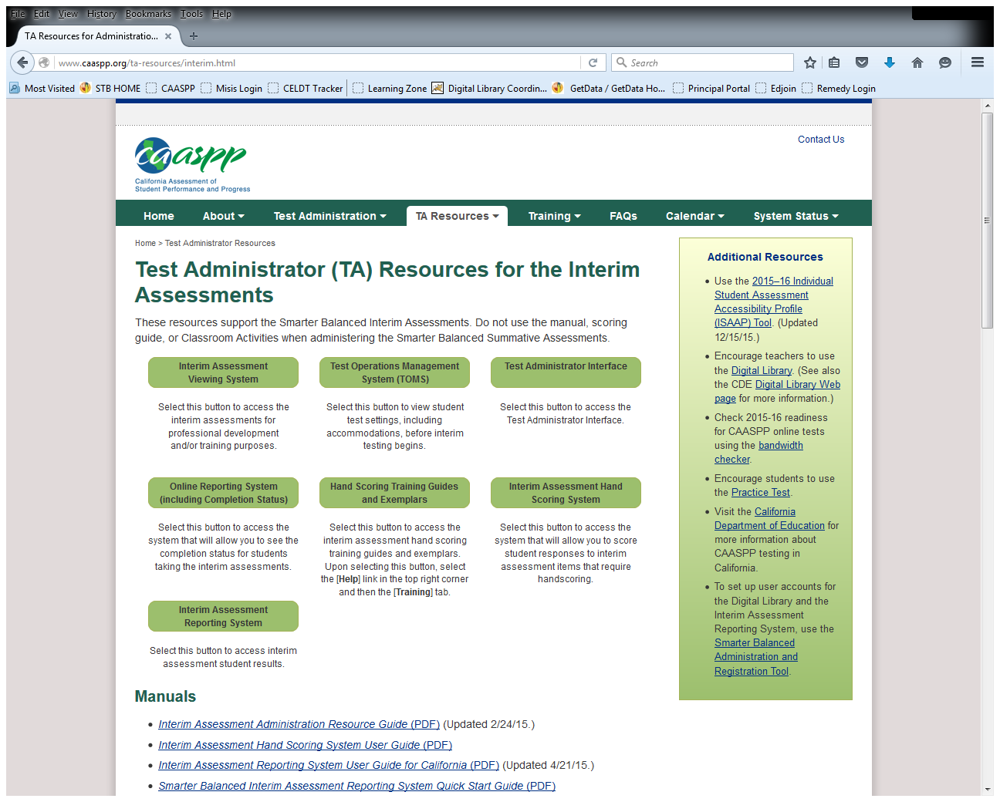 File Edit View History Bookmarks Tools Help
TA Resources for Administratio...
www.caaspp.org/ta-resources/interim.html
Search
Most Visited STB HOME CAASPP Misis Login CELDT Tracker Learning Zone Digital Library Coordin... GetData / GetData Ho... Principal Portal Edjoin Remedy Login
Contact Us
caaspp
California Assessment of
Student Performance and Progress
Home About Test Administration TA Resources Training FAQs Calendar System Status
Home > Test Administrator Resources
Test Administrator (TA) Resources for the Interim
Assessments
These resources support the Smarter Balanced Interim Assessments. Do not use the manual, scoring
guide, or Classroom Activities when administering the Smarter Balanced Summative Assessments.
Interim Assessment
Viewing System
Select this button to access the
interim assessments for
professional development
and/or training purposes.
Test Operations Management
System (TOMS)
Select this button to view student
test settings, including
accommodations, before interim
testing begins.
Test Administrator Interface
Select this button to access the
Test Administrator Interface.
Online Reporting System
(including Completion Status)
Select this button to access the
system that will allow you to see the
completion status for students
taking the interim assessments.
Hand Scoring Training Guides
and Exemplars
Select this button to access the
interim assessment hand scoring
training guides and exemplars.
Upon selecting this button, select
the [Help] link in the top right corner
and then the [Training] tab.
Interim Assessment Hand
Scoring System
Select this button to access the
system that will allow you to score
student responses to interim
assessment items that require
handscoring.
Interim Assessment
Reporting System
Select this button to access interim
assessment student results.
Manuals
• Interim Assessment Administration Resource Guide (PDF) (Updated 2/24/15.)
• Interim Assessment Hand Scoring System User Guide (PDF)
• Interim Assessment Reporting System User Guide for California (PDF) (Updated 4/21/15.)
• Smarter Balanced Interim Assessment Reporting System Quick Start Guide (PDF)
Additional Resources
• Use the 2015–16 Individual
Student Assessment
Accessibility Profile
(ISAAP) Tool. (Updated
12/15/15.)
• Encourage teachers to use
the Digital Library. (See also
the CDE Digital Library Web
page for more information.)
• Check 2015-16 readiness
for CAASPP online tests
using the bandwidth
checker.
• Encourage students to use
the Practice Test.
• Visit the California
Department of Education for
more information about
CAASPP testing in
California.
• To set up user accounts for
the Digital Library and the
Interim Assessment
Reporting System, use the
Smarter Balanced
Administration and
Registration Tool.